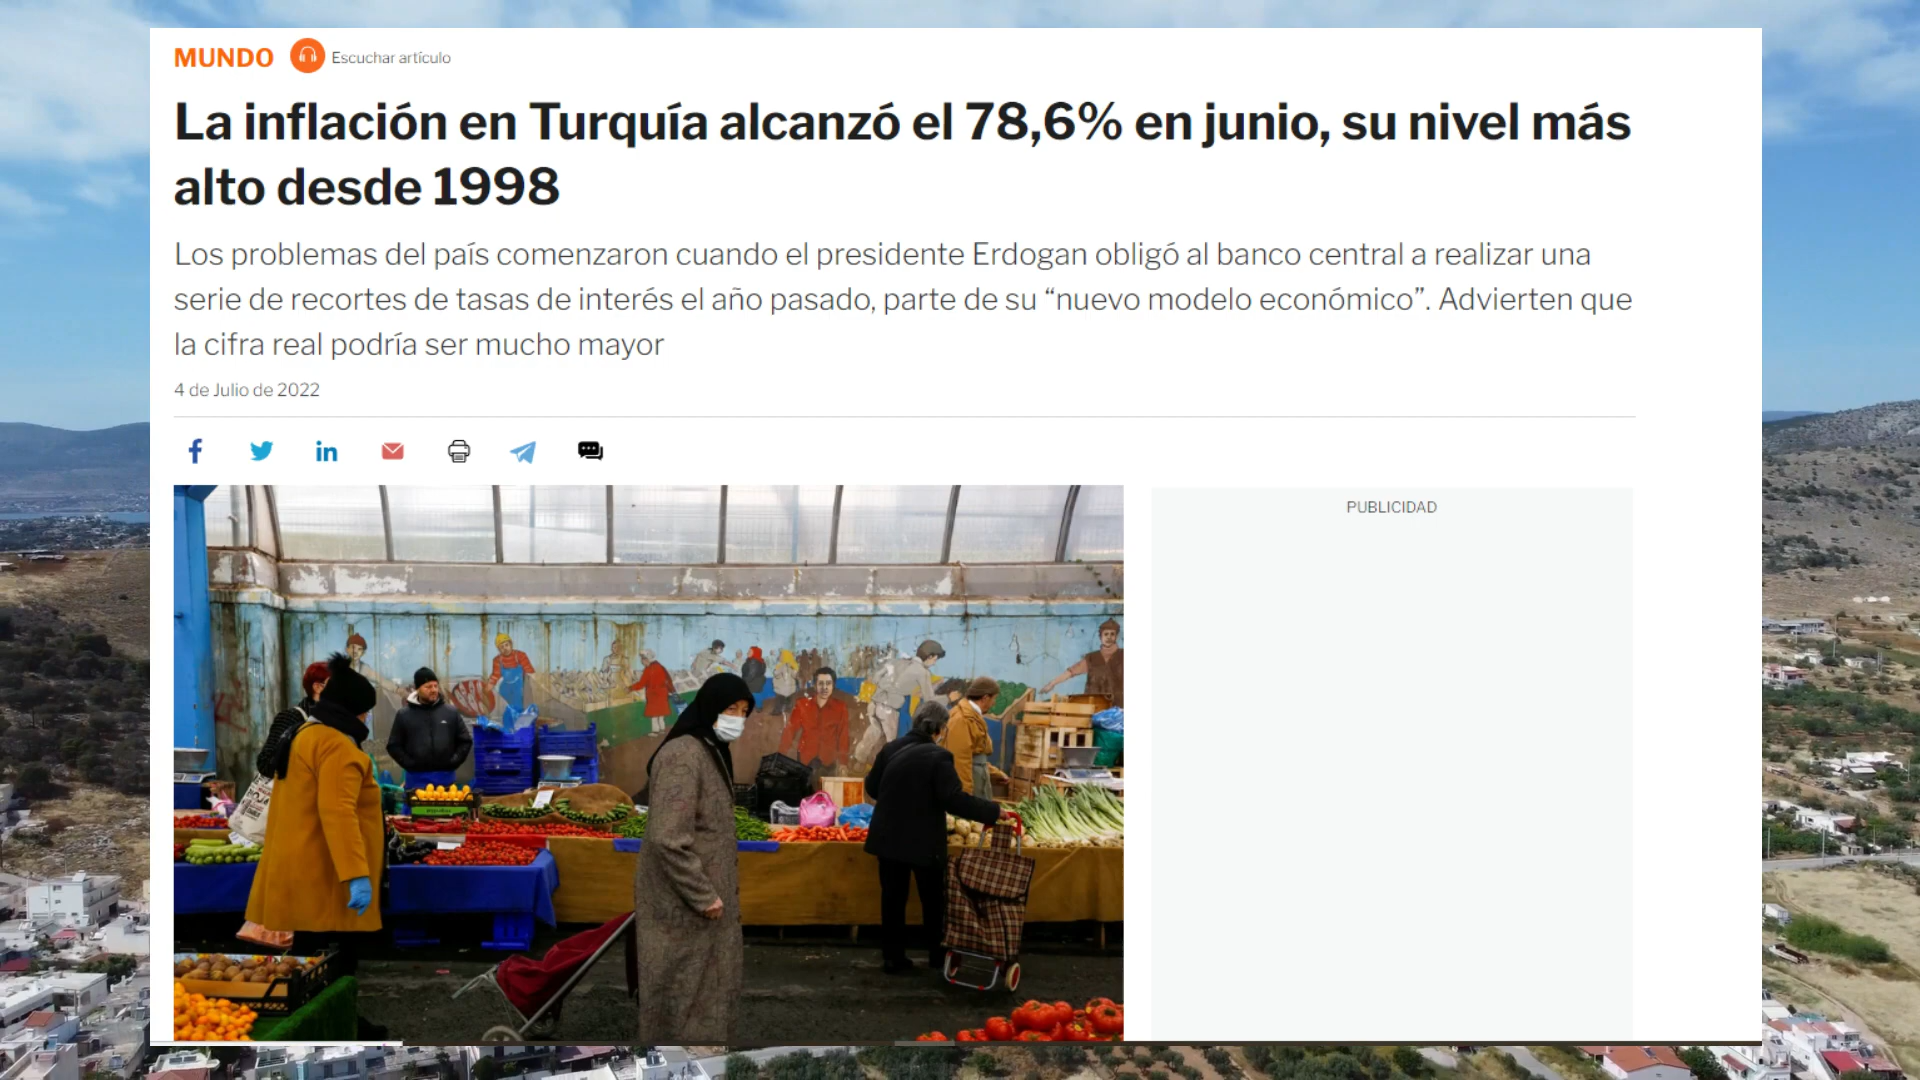 MUNDO Escuchar artículo
La inflación en Turquía alcanzó el 78,6% en junio, su nivel más
alto desde 1998
Los problemas del país comenzaron cuando el presidente Erdogan obligó al banco central a realizar una
serie de recortes de tasas de interés el año pasado, parte de su “nuevo modelo económico”. Advierten que
la cifra real podría ser mucho mayor
4 de Julio de 2022
PUBLICIDAD